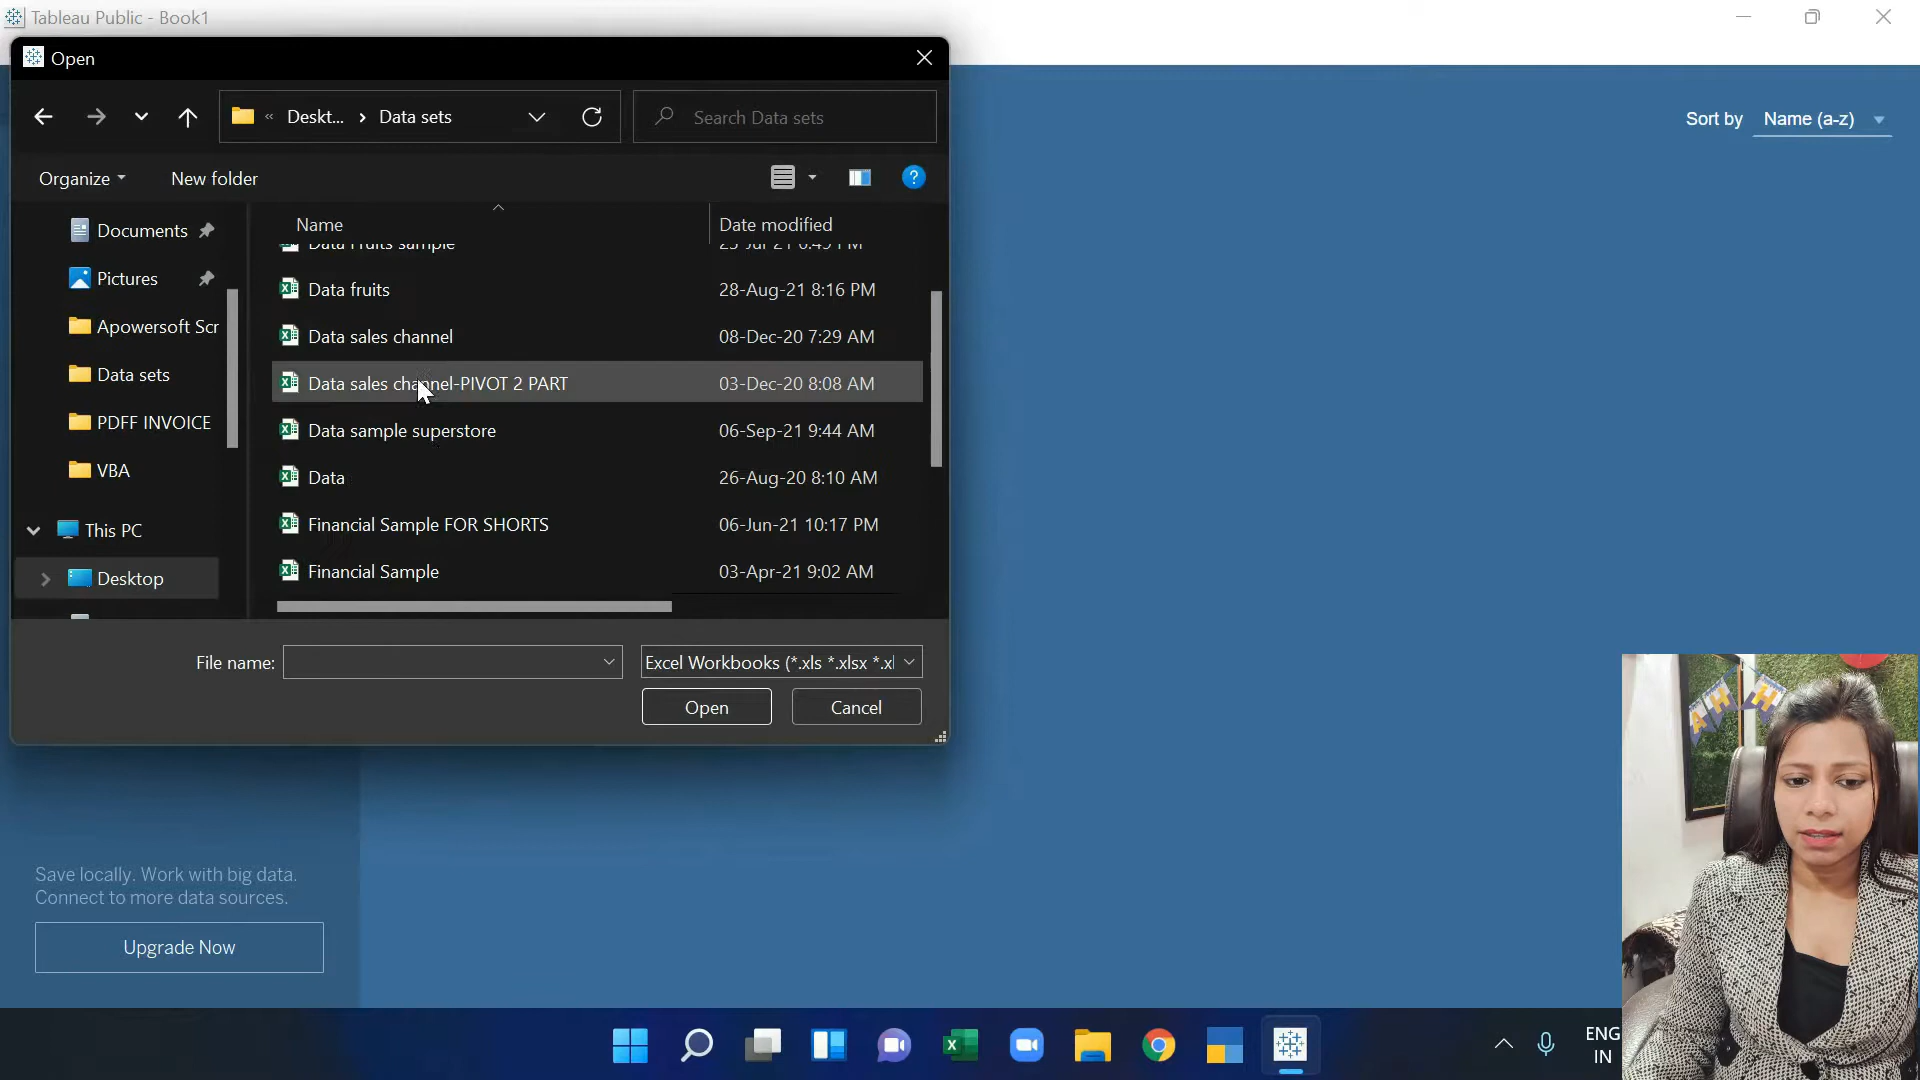 Tableau Public - Book1
Open
« Deskt... > Data sets
Search Data sets
Sort by Name (a-z)
Organize
New folder
?
Name
Date modified
Documents
Pictures
Apowersoft Scr
Data sets
PDFF INVOICE
VBA
This PC
Desktop
Data Fruits sample
Data fruits 28-Aug-21 8:16 PM
Data sales channel 08-Dec-20 7:29 AM
Data sales channel-PIVOT 2 PART 03-Dec-20 8:08 AM
Data sample superstore 06-Sep-21 9:44 AM
Data 26-Aug-20 8:10 AM
Financial Sample FOR SHORTS 06-Jun-21 10:17 PM
Financial Sample 03-Apr-21 9:02 AM
File name:
Excel Workbooks (*.xls *.xlsx *.xl
Open
Cancel
Save locally. Work with big data.
Connect to more data sources.
Upgrade Now
ENG
IN